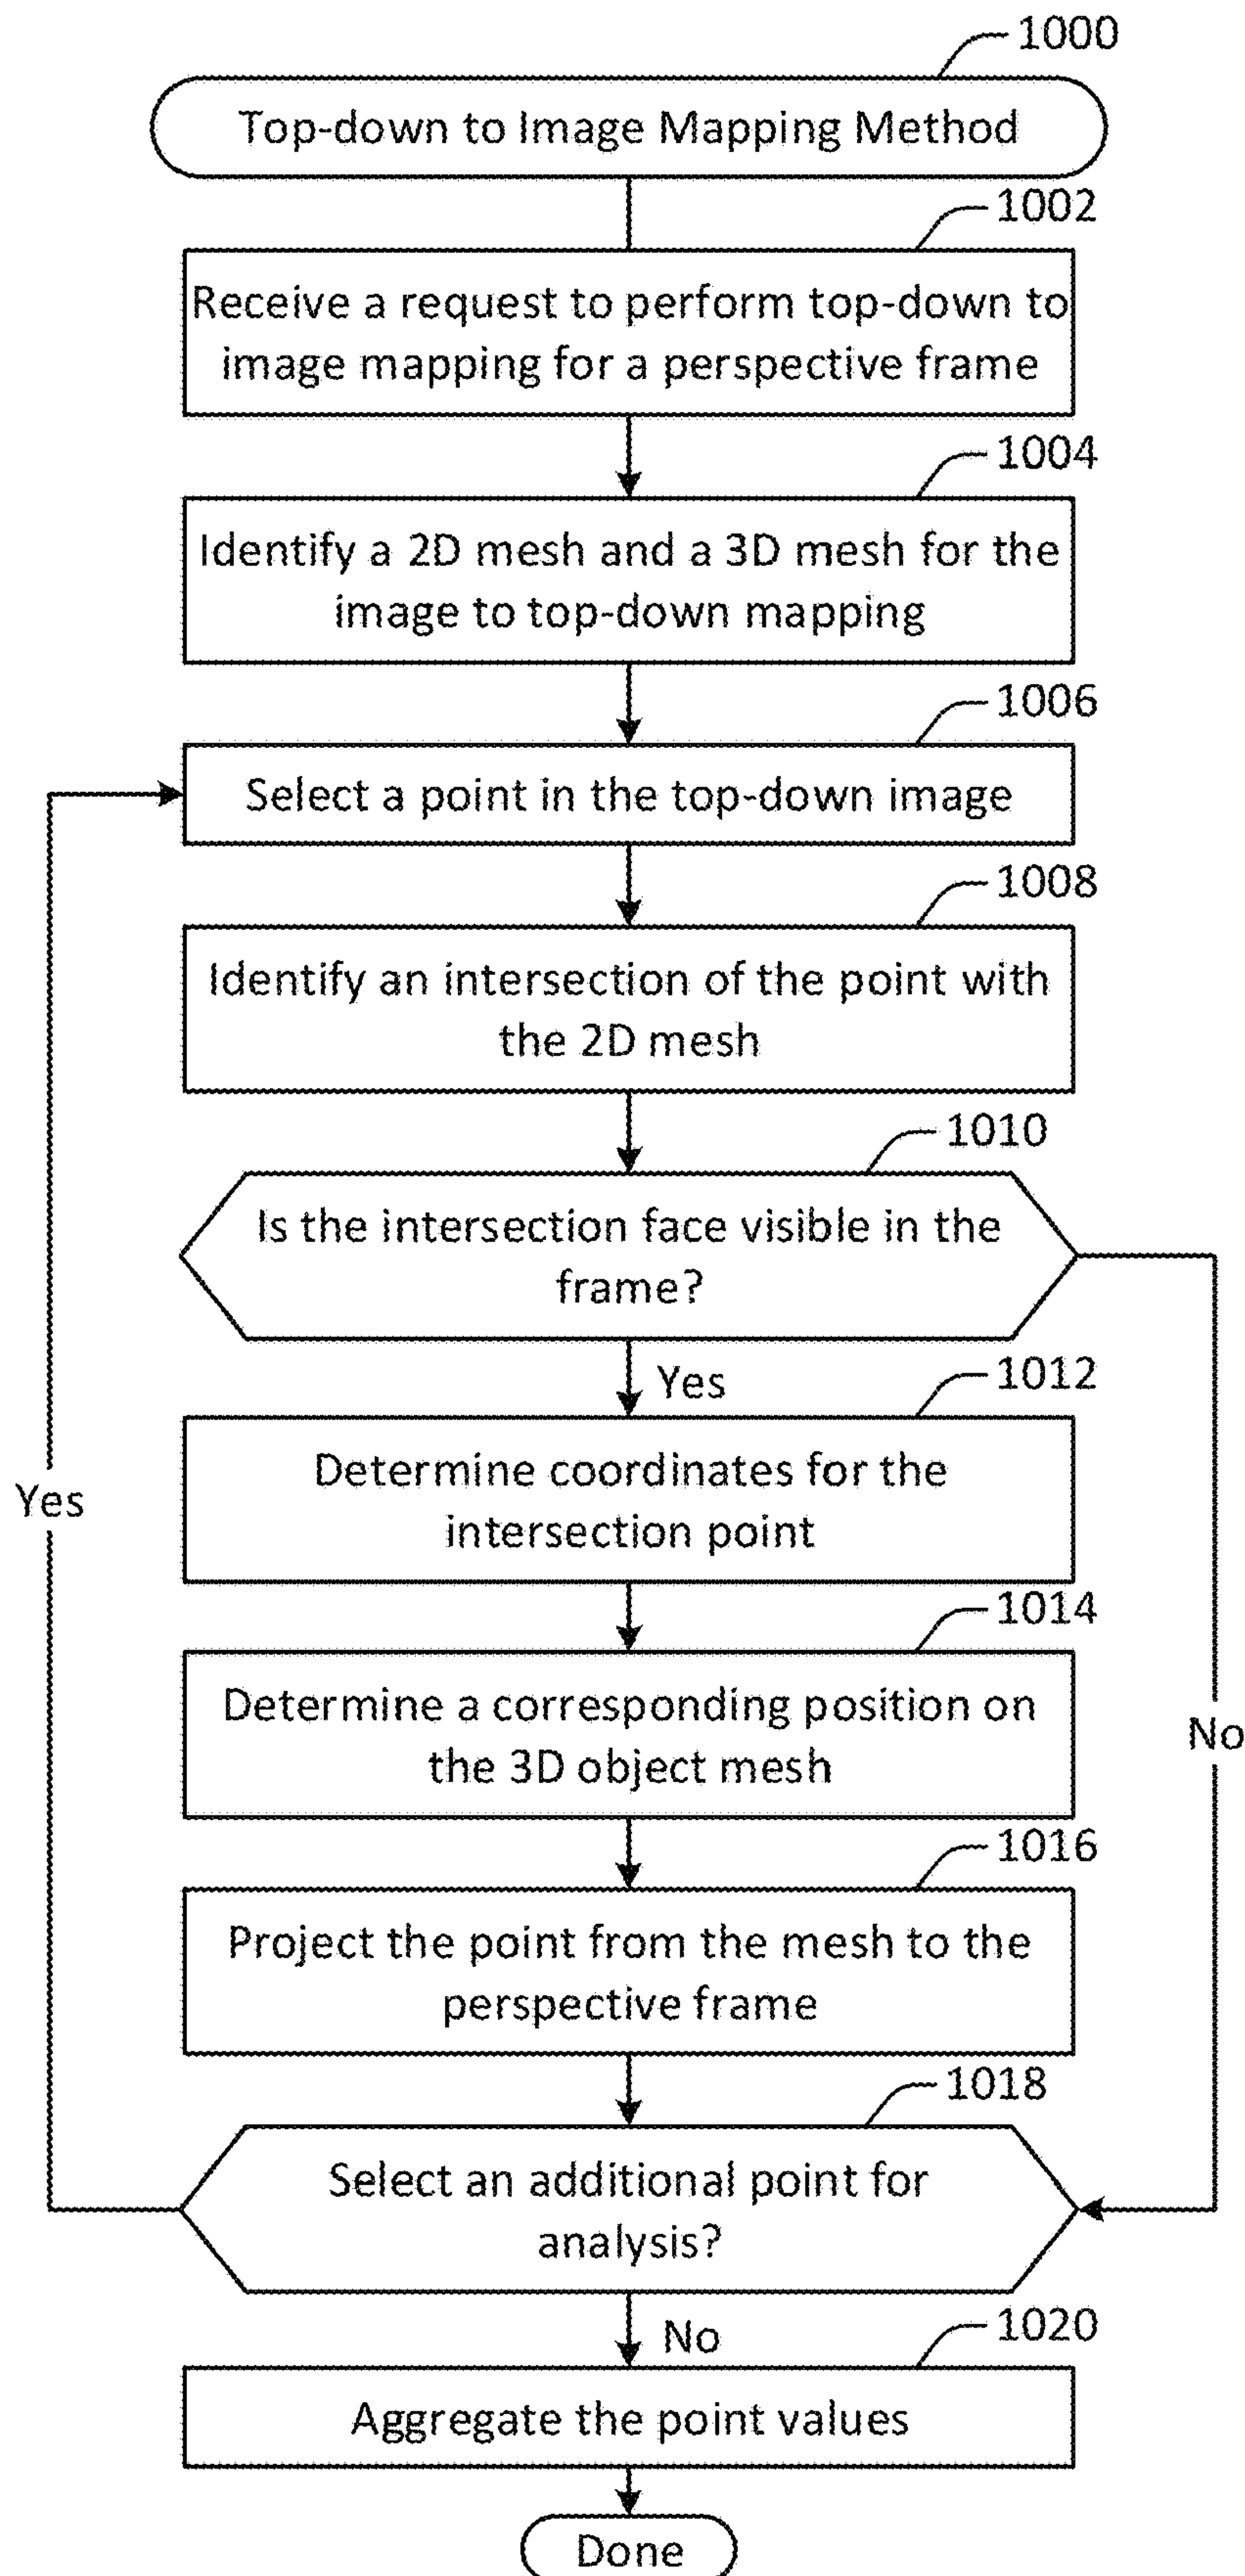 1000
Top-down to Image Mapping Method
1002
Receive a request to perform top-down to
image mapping for a perspective frame
1004
Identify a 2D mesh and a 3D mesh for the
image to top-down mapping
1006
Select a point in the top-down image
1008
Identify an intersection of the point with
the 2D mesh
1010
Is the intersection face visible in the
frame?
Yes
1012
Determine coordinates for the
intersection point
Yes
1014
Determine a corresponding position on
the 3D object mesh
No
1016
Project the point from the mesh to the
perspective frame
1018
Select an additional point for
analysis?
No
1020
Aggregate the point values
Done